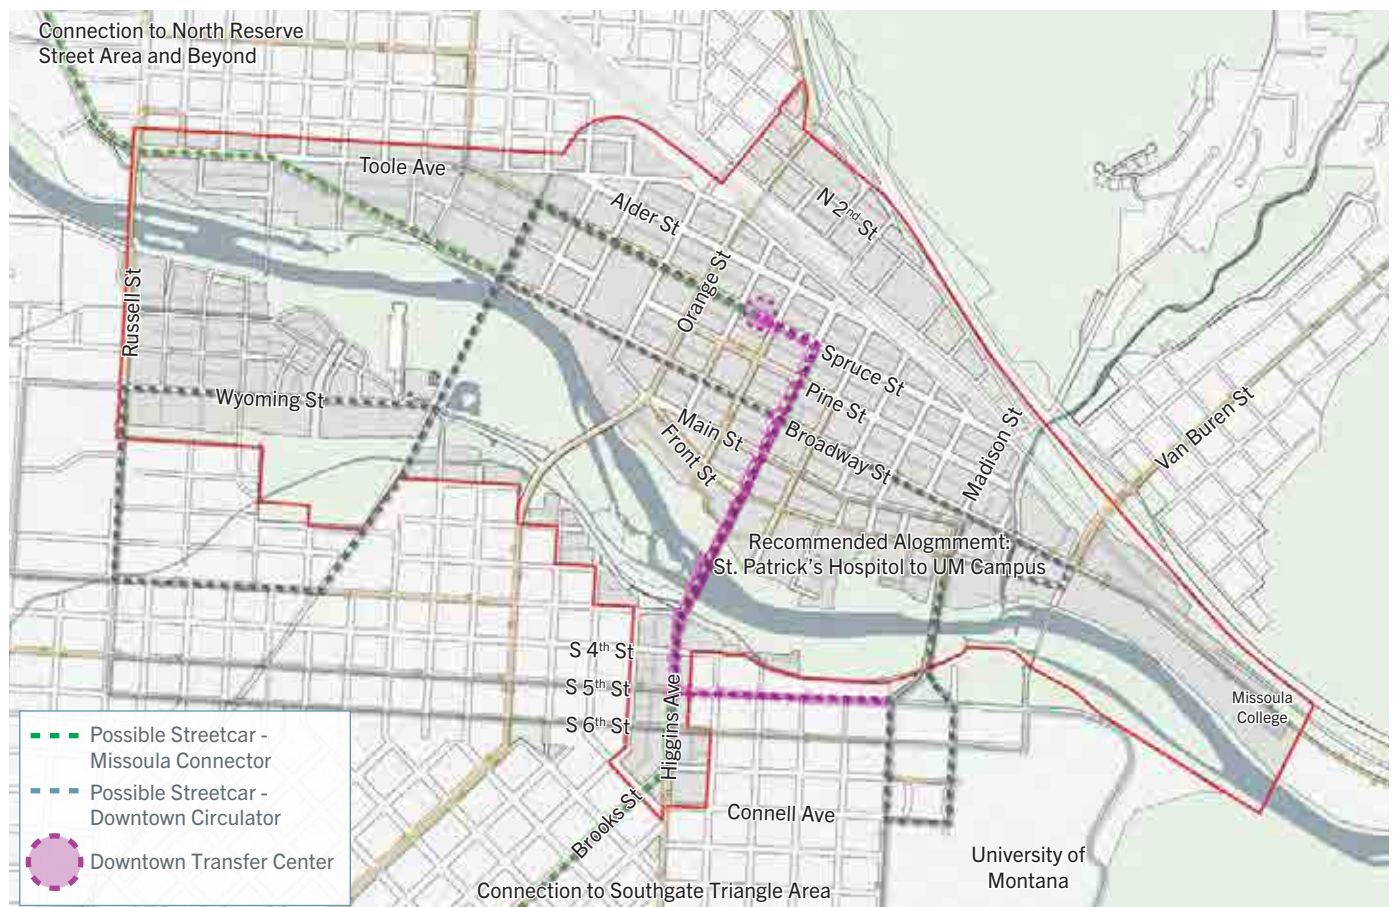 Connection to North Reserve
Street Area and Beyond
Toole Ave
Alder St
N 2nd St
Orange St
Russell St
Spruce St
Pine St
Wyoming St
Main St
Front St
Broadway St
Madison St
Van Buren St
Recommended Alogmmemt:
St. Patrick's Hospitol to UM Campus
S 4th St
S 5th St
S 6th St
Higgins Ave
Missoula
College
Possible Streetcar -
Missoula Connector
Possible Streetcar -
Downtown Circulator
Downtown Transfer Center
Brooks St
Connell Ave
University of
Montana
Connection to Southgate Triangle Area